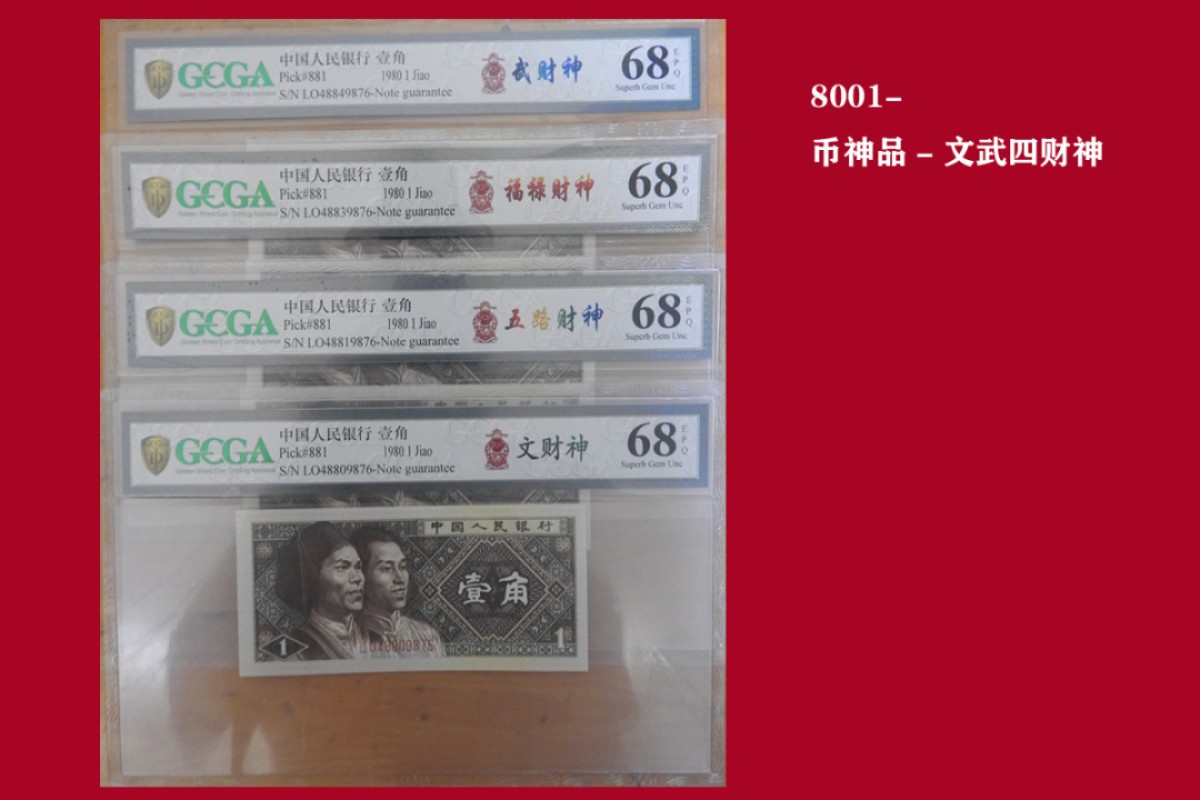 GЄGA
中国人民银行 壹角
Pick#881 1980 1 Jiao
S/N LO48849876-Note guarantee
武财神
68
EPQ
Superb Gem Unc
GЄGA
中国人民银行 壹角
Pick#881 1980 1 Jiao
S/N LO48839876-Note guarantee
福禄财神
68
EPQ
Superb Gem Unc
GЄGA
中国人民银行 壹角
Pick#881 1980 1 Jiao
S/N LO48819876-Note guarantee
五路财神
68
EPQ
Superb Gem Unc
GЄGA
中国人民银行 壹角
Pick#881 1980 1 Jiao
S/N LO48809876-Note guarantee
文财神
68
EPQ
Superb Gem Unc
中国人民银行
壹角
1
LO48809876
1
8001-
币神品 – 文武四财神